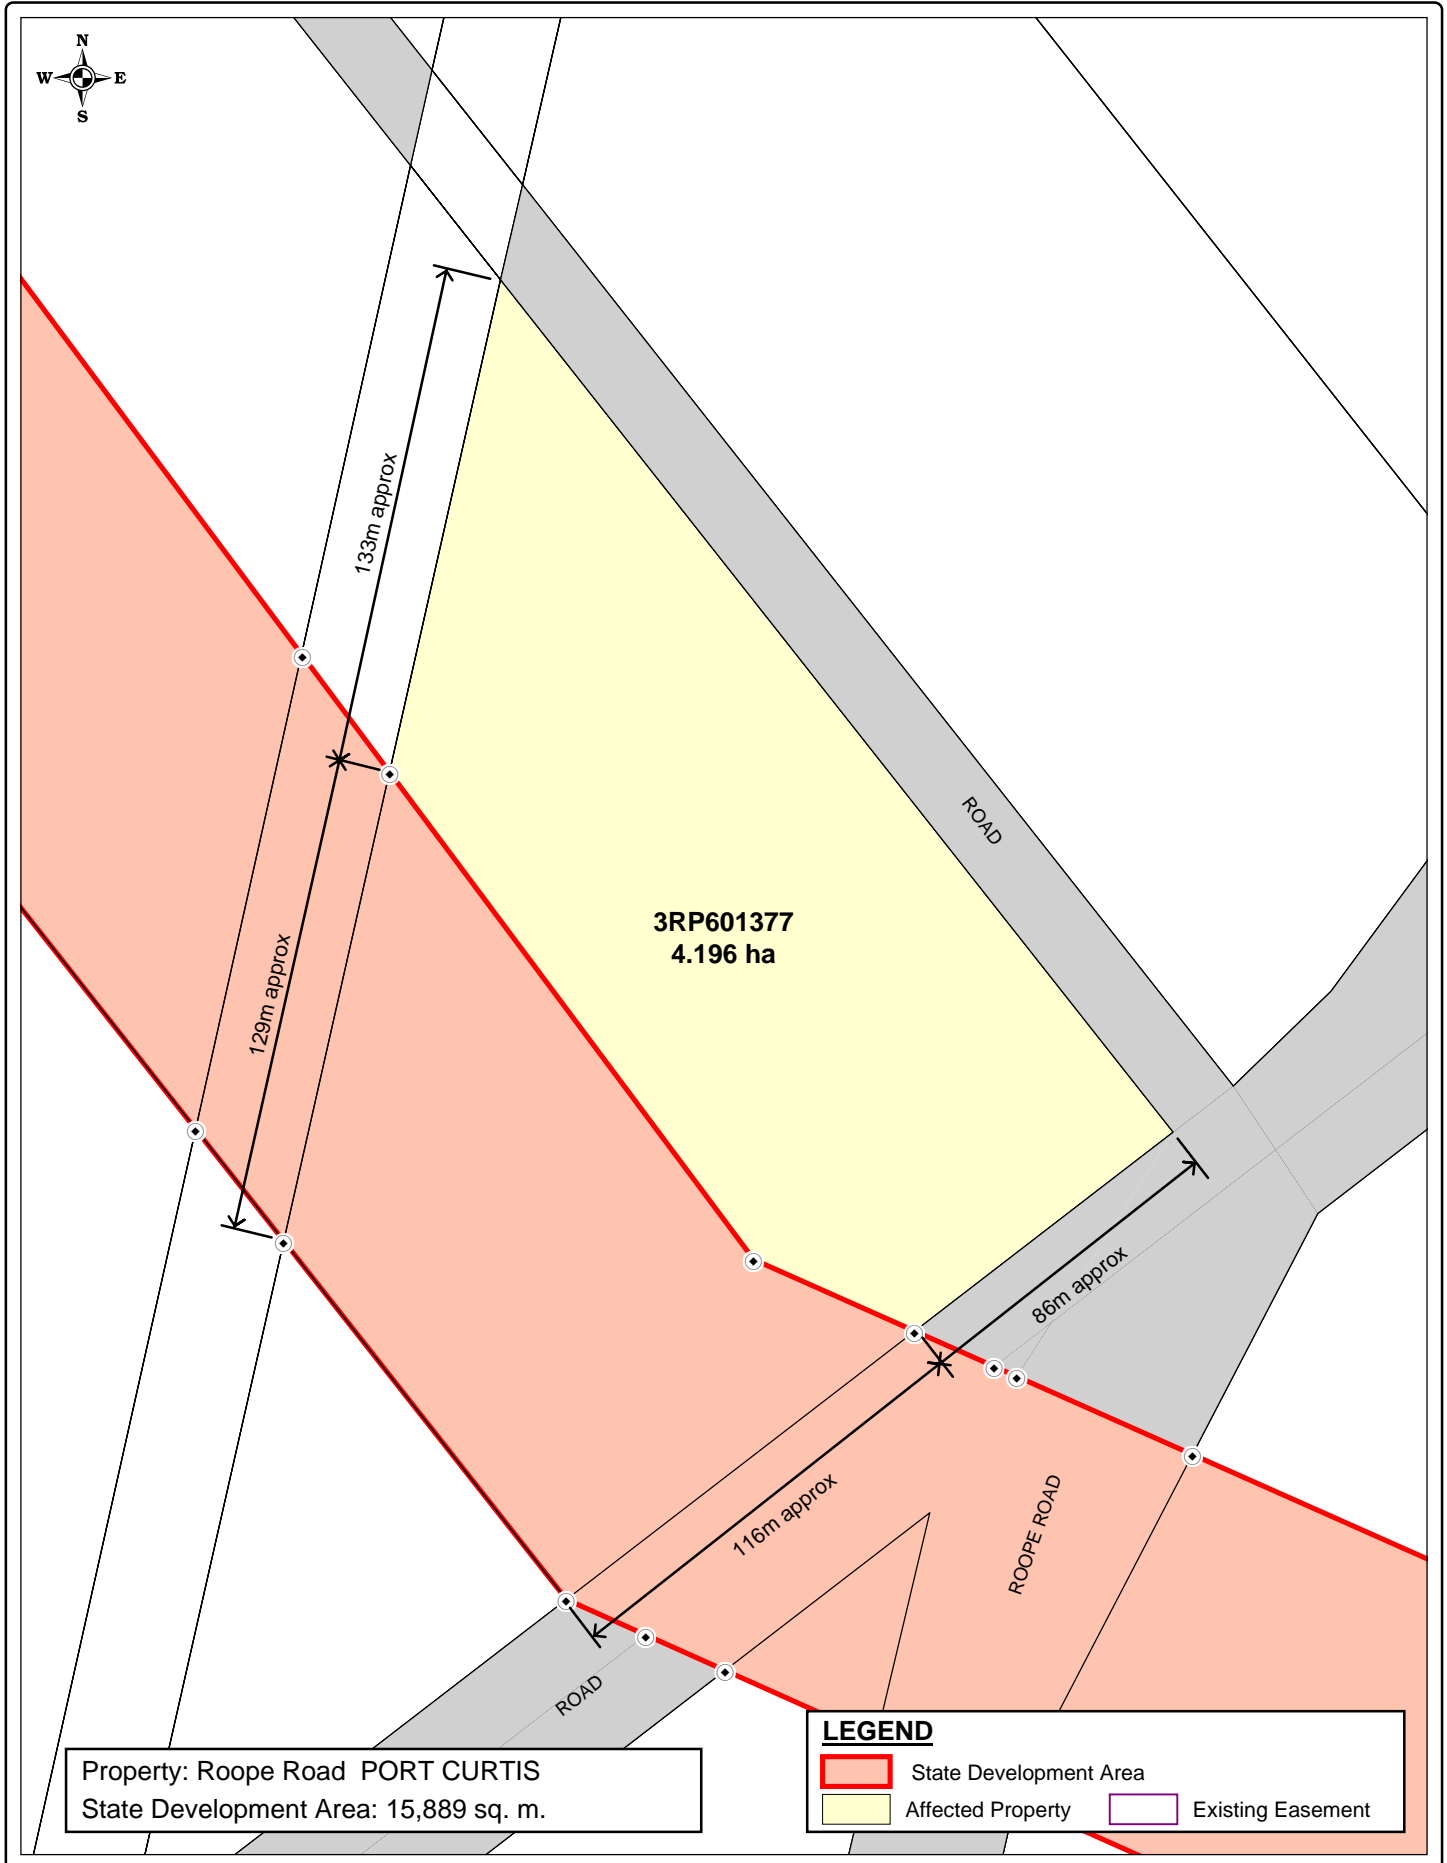 N
W E
S
133m approx
ROAD
3RP601377
4.196 ha
129m approx
86m approx
116m approx
ROOPE ROAD
ROAD
Property: Roope Road PORT CURTIS
State Development Area: 15,889 sq. m.
LEGEND
State Development Area
Affected Property Existing Easement